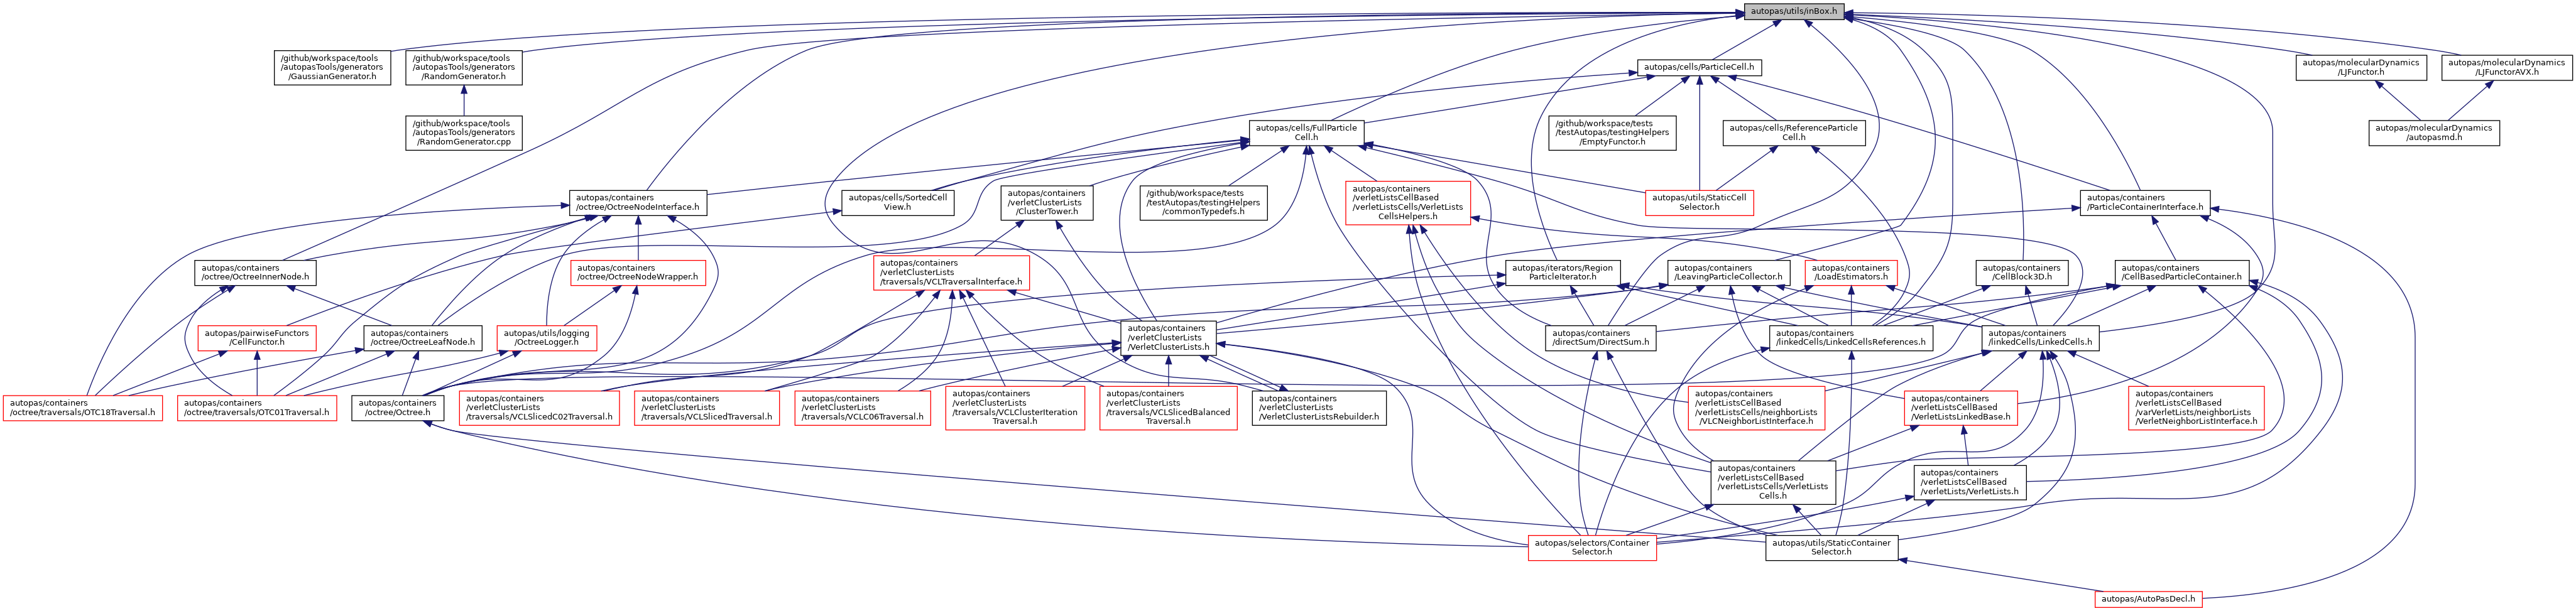 autopas/utils/inBox.h
/github/workspace/tools
/autopasTools/generators
/GaussianGenerator.h
/github/workspace/tools
/autopasTools/generators
/RandomGenerator.h
autopas/cells/ParticleCell.h
autopas/molecularDynamics
/LJFunctor.h
autopas/molecularDynamics
/LJFunctorAVX.h
/github/workspace/tools
/autopasTools/generators
/RandomGenerator.cpp
autopas/cells/FullParticle
Cell.h
/github/workspace/tests
/testAutopas/testingHelpers
/EmptyFunctor.h
autopas/cells/ReferenceParticle
Cell.h
autopas/molecularDynamics
/autopasmd.h
autopas/containers
/octree/OctreeNodeInterface.h
autopas/cells/SortedCell
View.h
autopas/containers
/verletClusterLists
/ClusterTower.h
/github/workspace/tests
/testAutopas/testingHelpers
/commonTypedefs.h
autopas/containers
/verletListsCellBased
/verletListsCells/VerletLists
CellsHelpers.h
autopas/utils/StaticCell
Selector.h
autopas/containers
/ParticleContainerInterface.h
autopas/containers
/octree/OctreeInnerNode.h
autopas/containers
/octree/OctreeNodeWrapper.h
autopas/containers
/verletClusterLists
/traversals/VCLTraversalInterface.h
autopas/iterators/Region
ParticleIterator.h
autopas/containers
/LeavingParticleCollector.h
autopas/containers
/LoadEstimators.h
autopas/containers
/CellBlock3D.h
autopas/containers
/CellBasedParticleContainer.h
autopas/pairwiseFunctors
/CellFunctor.h
autopas/containers
/octree/OctreeLeafNode.h
autopas/utils/logging
/OctreeLogger.h
autopas/containers
/verletClusterLists
/VerletClusterLists.h
autopas/containers
/directSum/DirectSum.h
autopas/containers
/linkedCells/LinkedCellsReferences.h
autopas/containers
/linkedCells/LinkedCells.h
autopas/containers
/octree/traversals/OTC18Traversal.h
autopas/containers
/octree/traversals/OTC01Traversal.h
autopas/containers
/octree/Octree.h
autopas/containers
/verletClusterLists
/traversals/VCLSlicedC02Traversal.h
autopas/containers
/verletClusterLists
/traversals/VCLSlicedTraversal.h
autopas/containers
/verletClusterLists
/traversals/VCLC06Traversal.h
autopas/containers
/verletClusterLists
/traversals/VCLClusterIteration
Traversal.h
autopas/containers
/verletClusterLists
/traversals/VCLSlicedBalanced
Traversal.h
autopas/containers
/verletClusterLists
/VerletClusterListsRebuilder.h
autopas/containers
/verletListsCellBased
/verletListsCells/neighborLists
/VLCNeighborListInterface.h
autopas/containers
/verletListsCellBased
/VerletListsLinkedBase.h
autopas/containers
/verletListsCellBased
/varVerletLists/neighborLists
/VerletNeighborListInterface.h
autopas/containers
/verletListsCellBased
/verletListsCells/VerletLists
Cells.h
autopas/containers
/verletListsCellBased
/verletLists/VerletLists.h
autopas/selectors/Container
Selector.h
autopas/utils/StaticContainer
Selector.h
autopas/AutoPasDecl.h